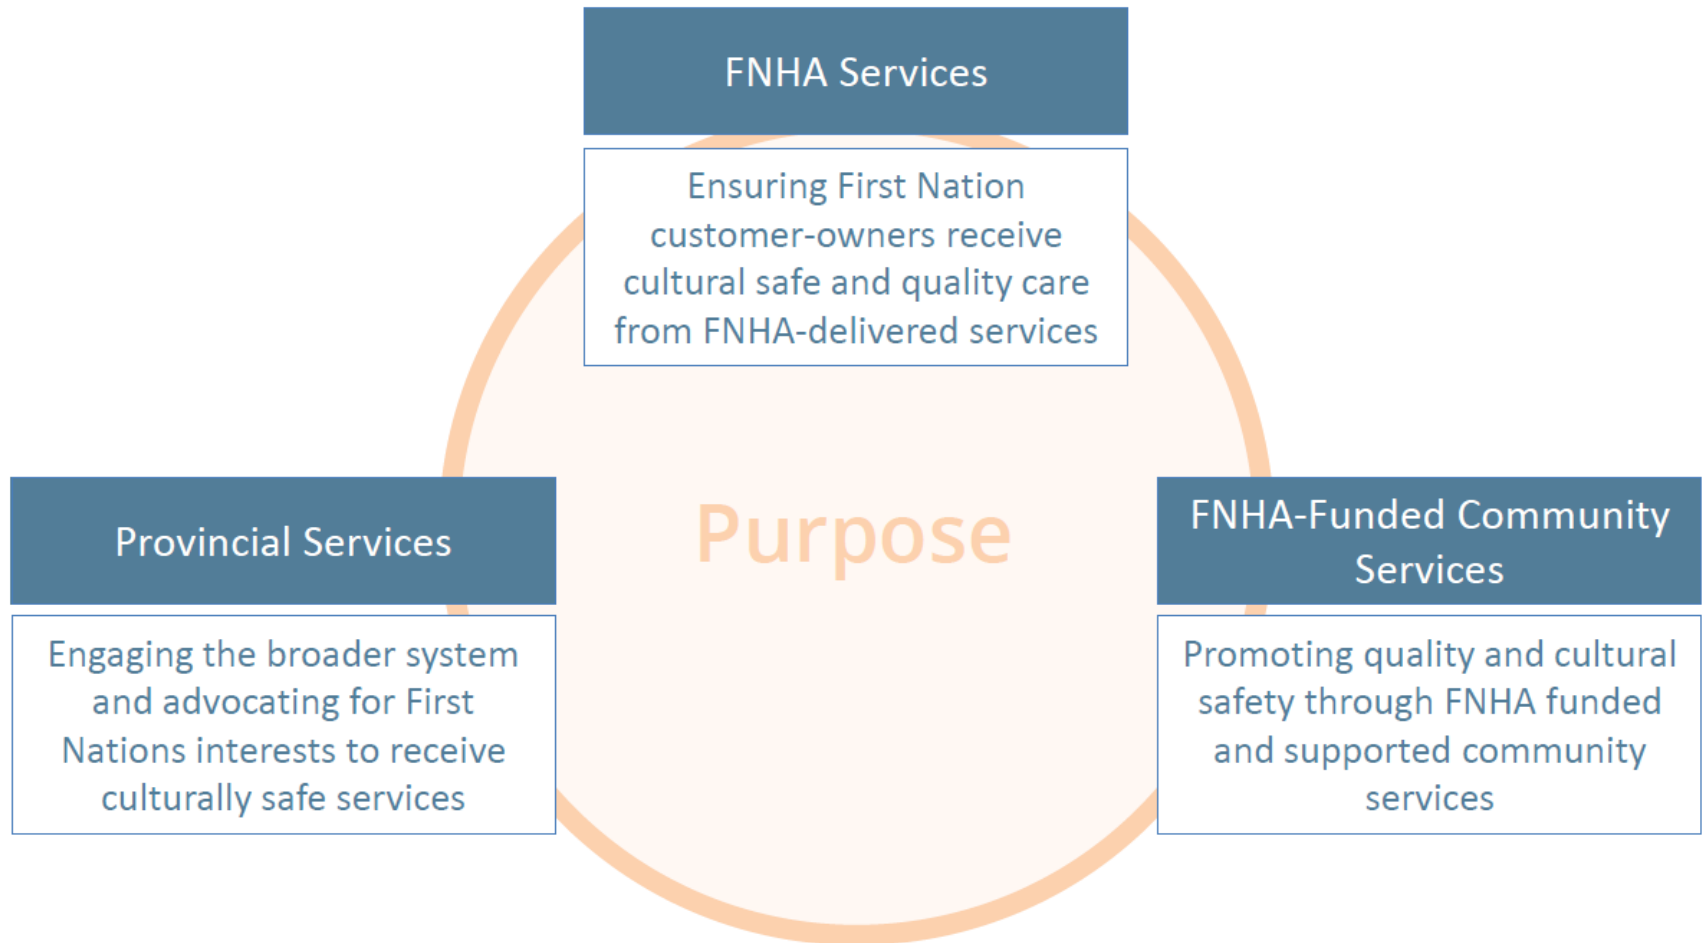 FNHA Services
Ensuring First Nation
customer-owners receive
cultural safe and quality care
from FNHA-delivered services
Purpose
Provincial Services
Engaging the broader system
and advocating for First
Nations interests to receive
culturally safe services
FNHA-Funded Community
Services
Promoting quality and cultural
safety through FNHA funded
and supported community
services